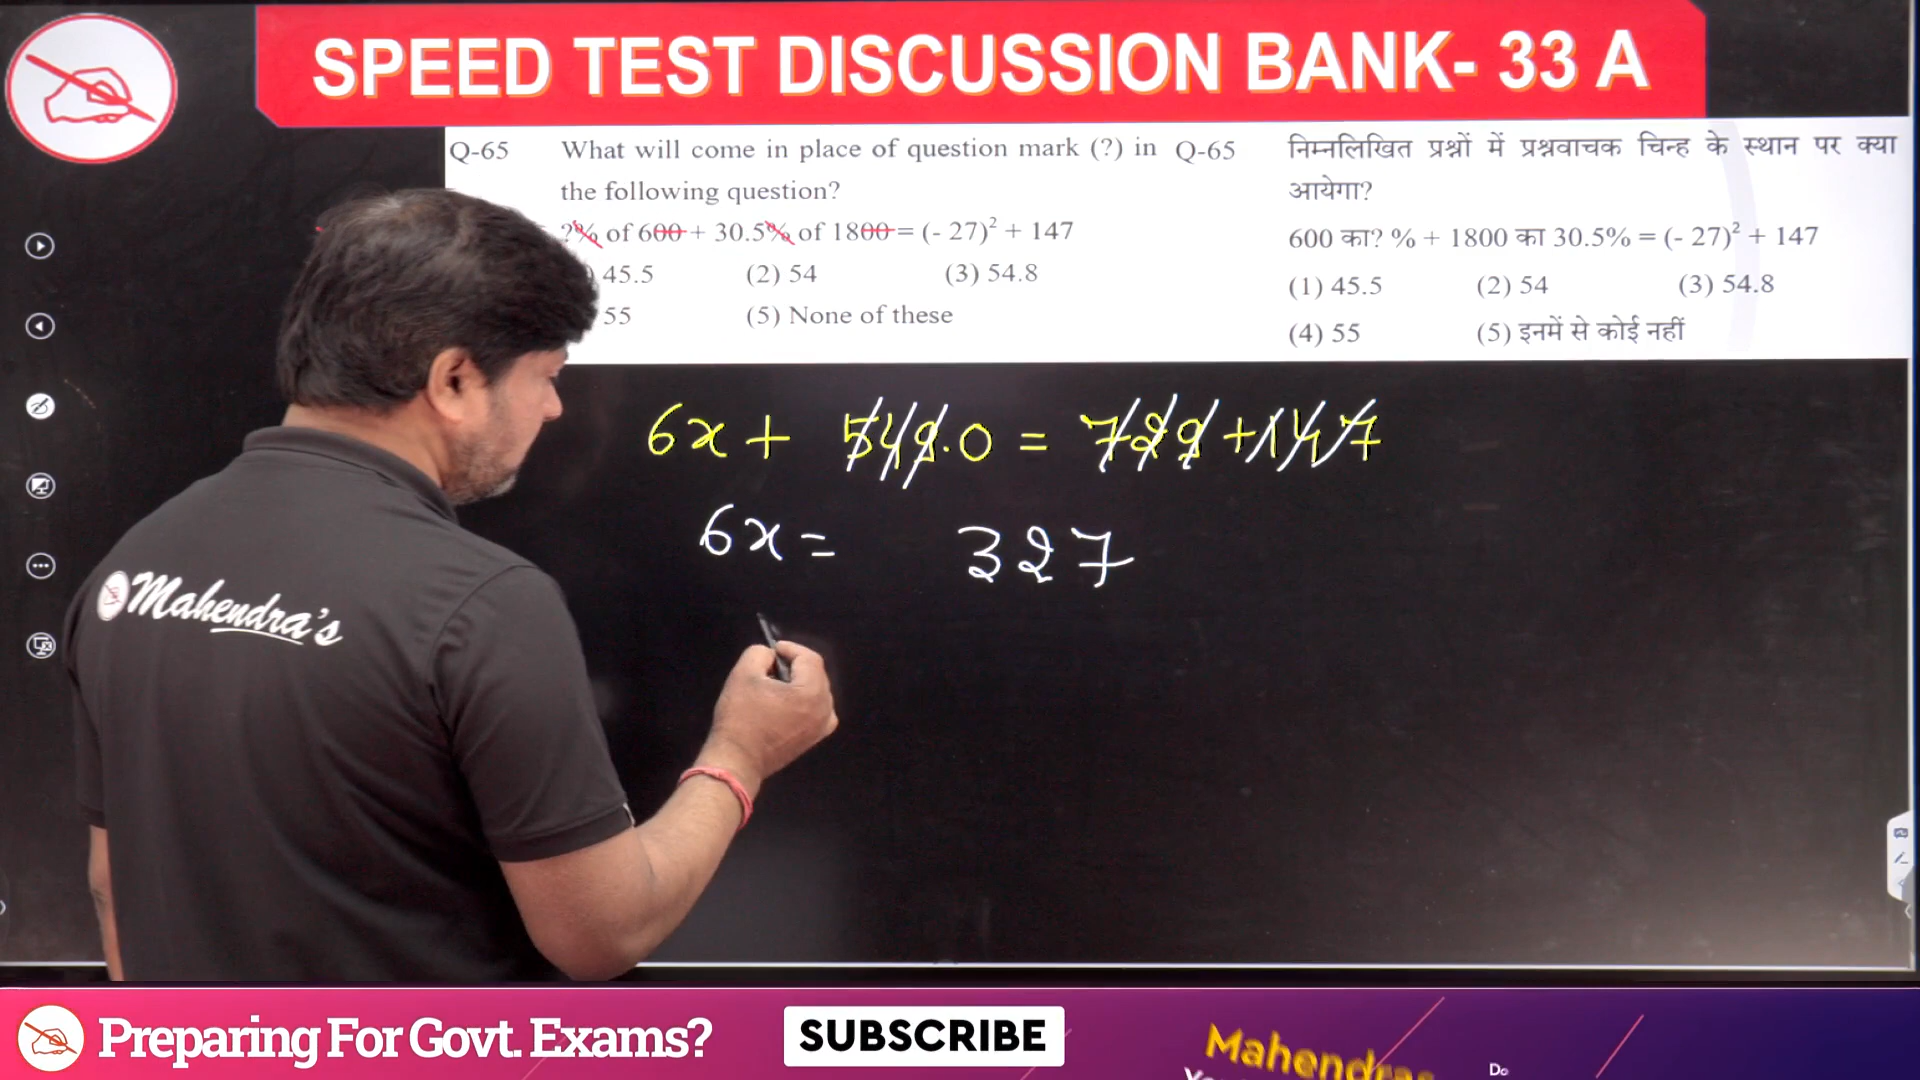 SPEED TEST DISCUSSION BANK- 33 A
Q-65 What will come in place of question mark (?) in
the following question?
?% of 600 + 30.5% of 1800 = (- 27)² + 147
45.5 (2) 54 (3) 54.8
55 (5) None of these
Q-65 निम्नलिखित प्रश्नों में प्रश्नवाचक चिन्ह के स्थान पर क्या
आयेगा?
600 का? % + 1800 का 30.5% = (- 27)² + 147
(1) 45.5 (2) 54 (3) 54.8
(4) 55 (5) इनमें से कोई नहीं
6x + 549.0 = 729 + 147
6x = 327
Mahendra's
Preparing For Govt. Exams?
SUBSCRIBE
Mahendras
Do